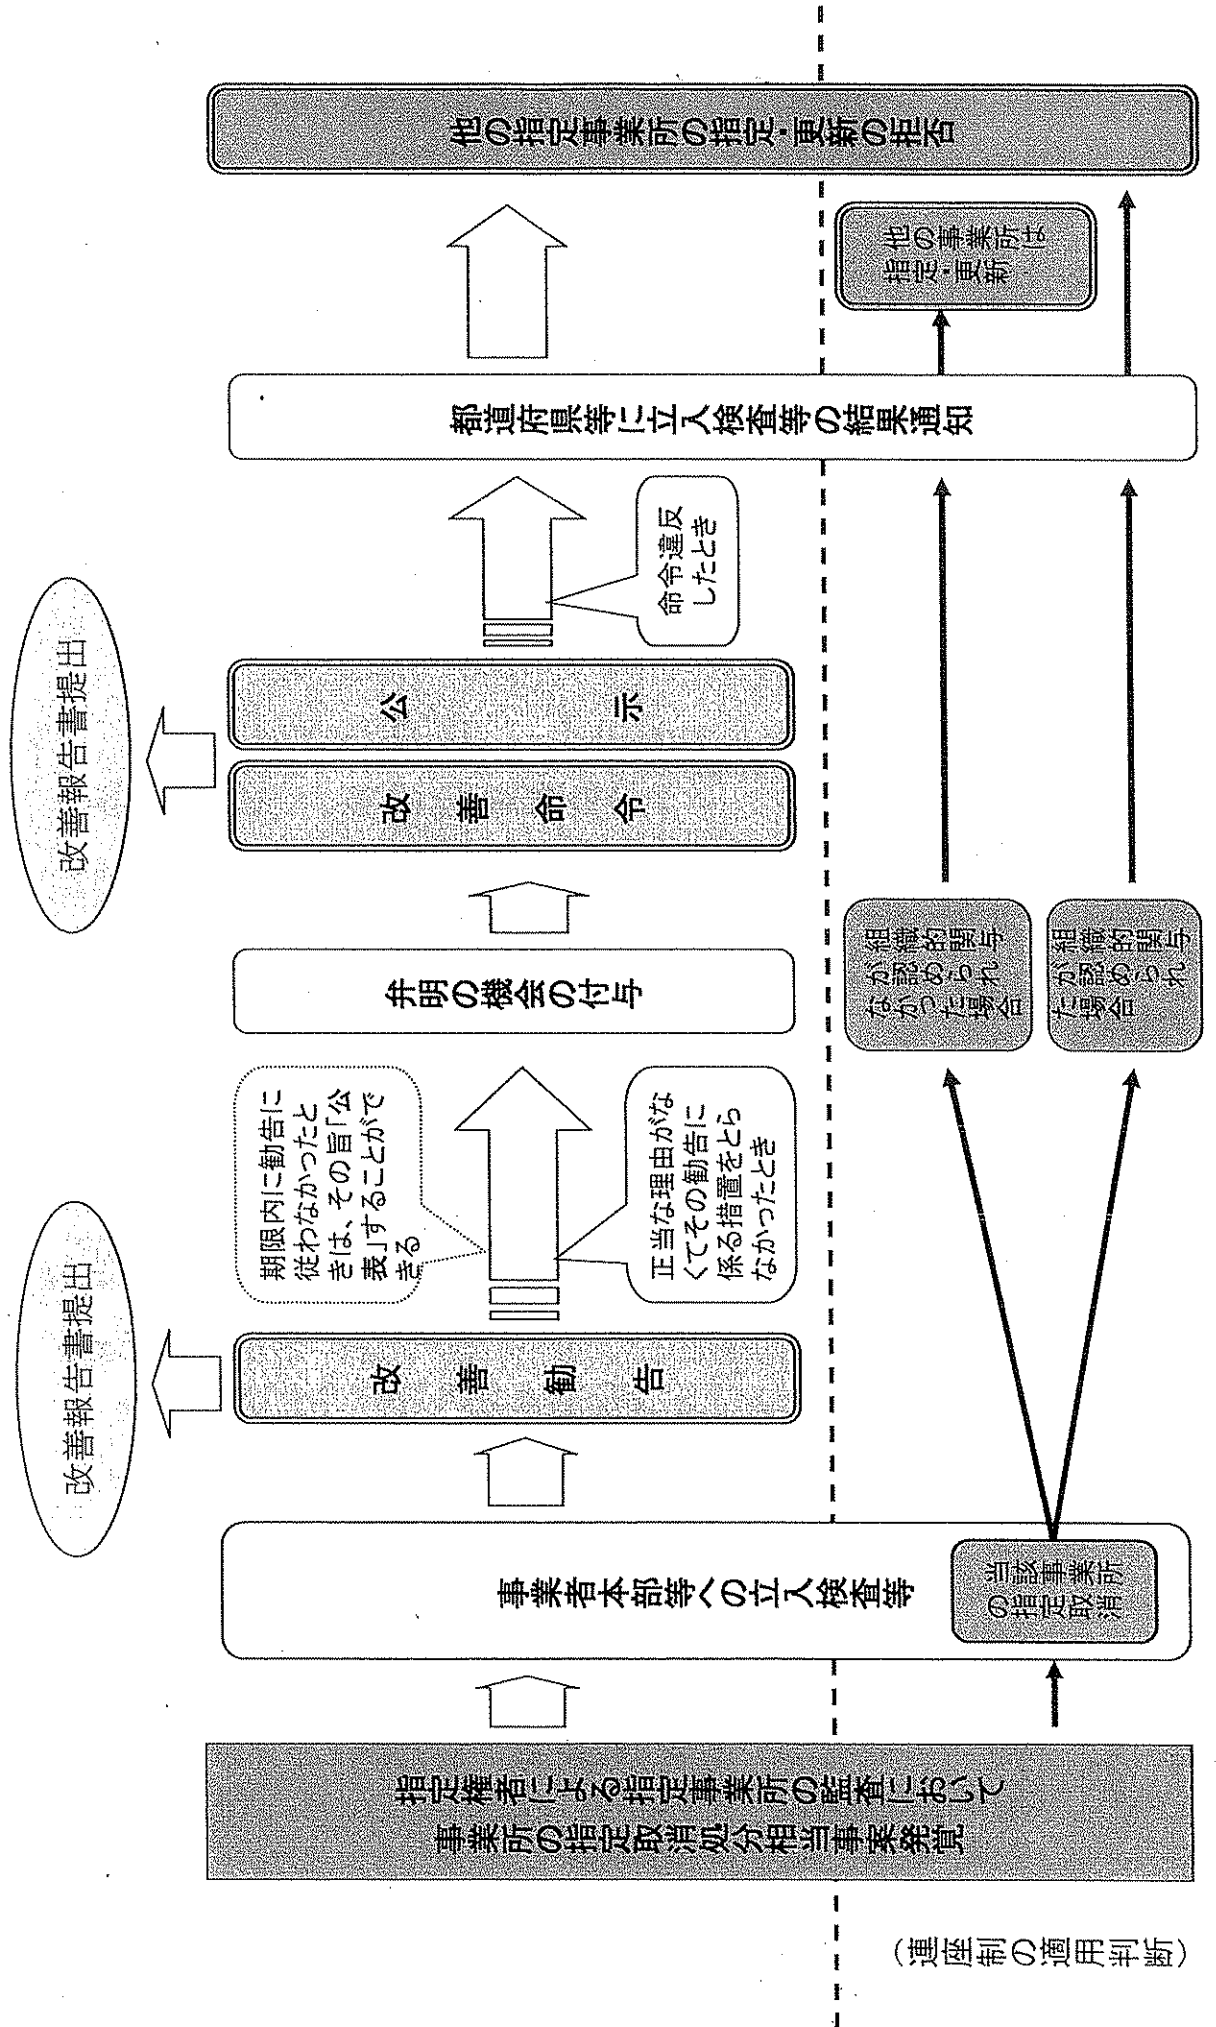 指定権者による指定事業所の監査において
事業所の指定取消処分相当事案発覚
(連座制の適用判断)
事業者本部等への立入検査等
当該事業所
の指定取
消
改善勧告
改善報告書提出
期限内に勧告に
従わなかったと
きは、その旨「公
表」することがで
きる
正当な理由がな
くてその勧告に
係る措置をとら
なかったとき
弁明の機会の付与
改善命令
公示
改善報告書提出
命令違反
したとき
組織的関与
が認められ
なかった場合
組織的関与
が認められ
た場合
都道府県等に立入検査等の結果通知
他の事業所は
指定・更新
他の指定事業所の指定・更新の拒否